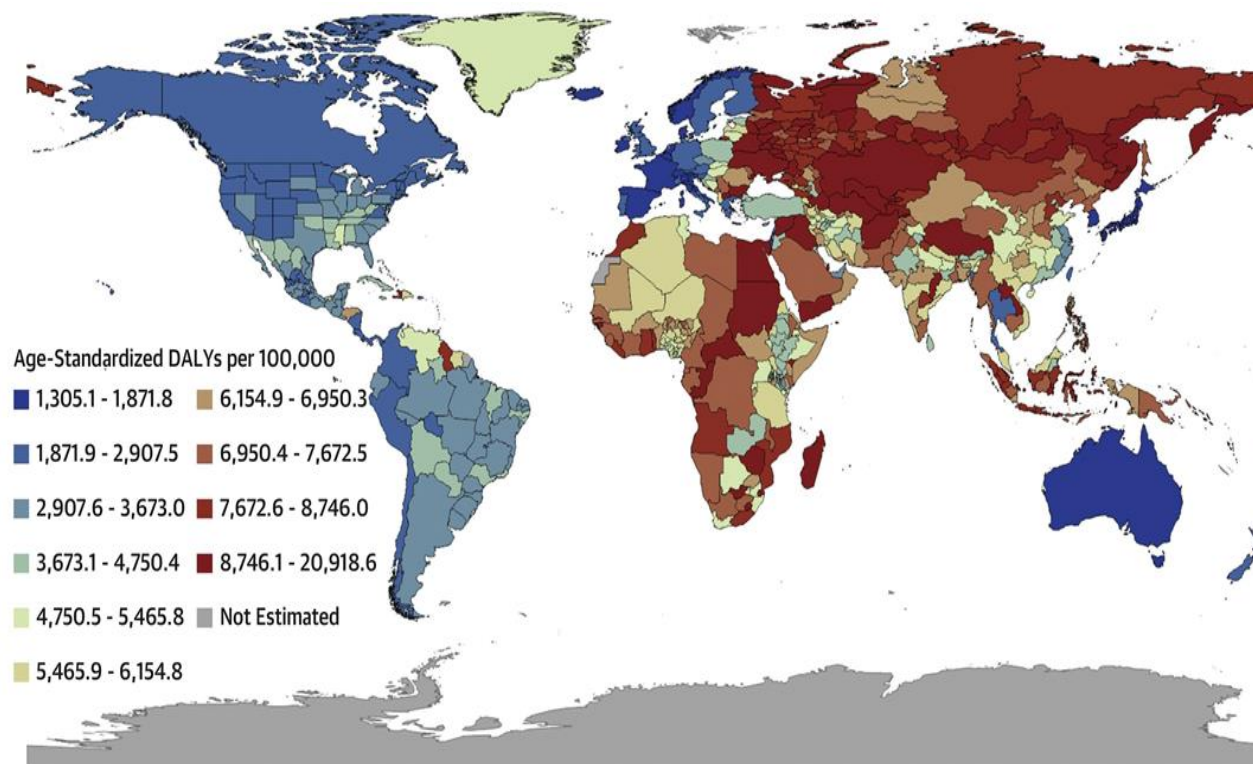 Age-Standardized DALYs per 100,000
1,305.1 - 1,871.8
6,154.9 - 6,950.3
1,871.9 - 2,907.5
6,950.4 - 7,672.5
2,907.6 - 3,673.0
7,672.6 - 8,746.0
3,673.1 - 4,750.4
8,746.1 - 20,918.6
4,750.5 - 5,465.8
Not Estimated
5,465.9 - 6,154.8